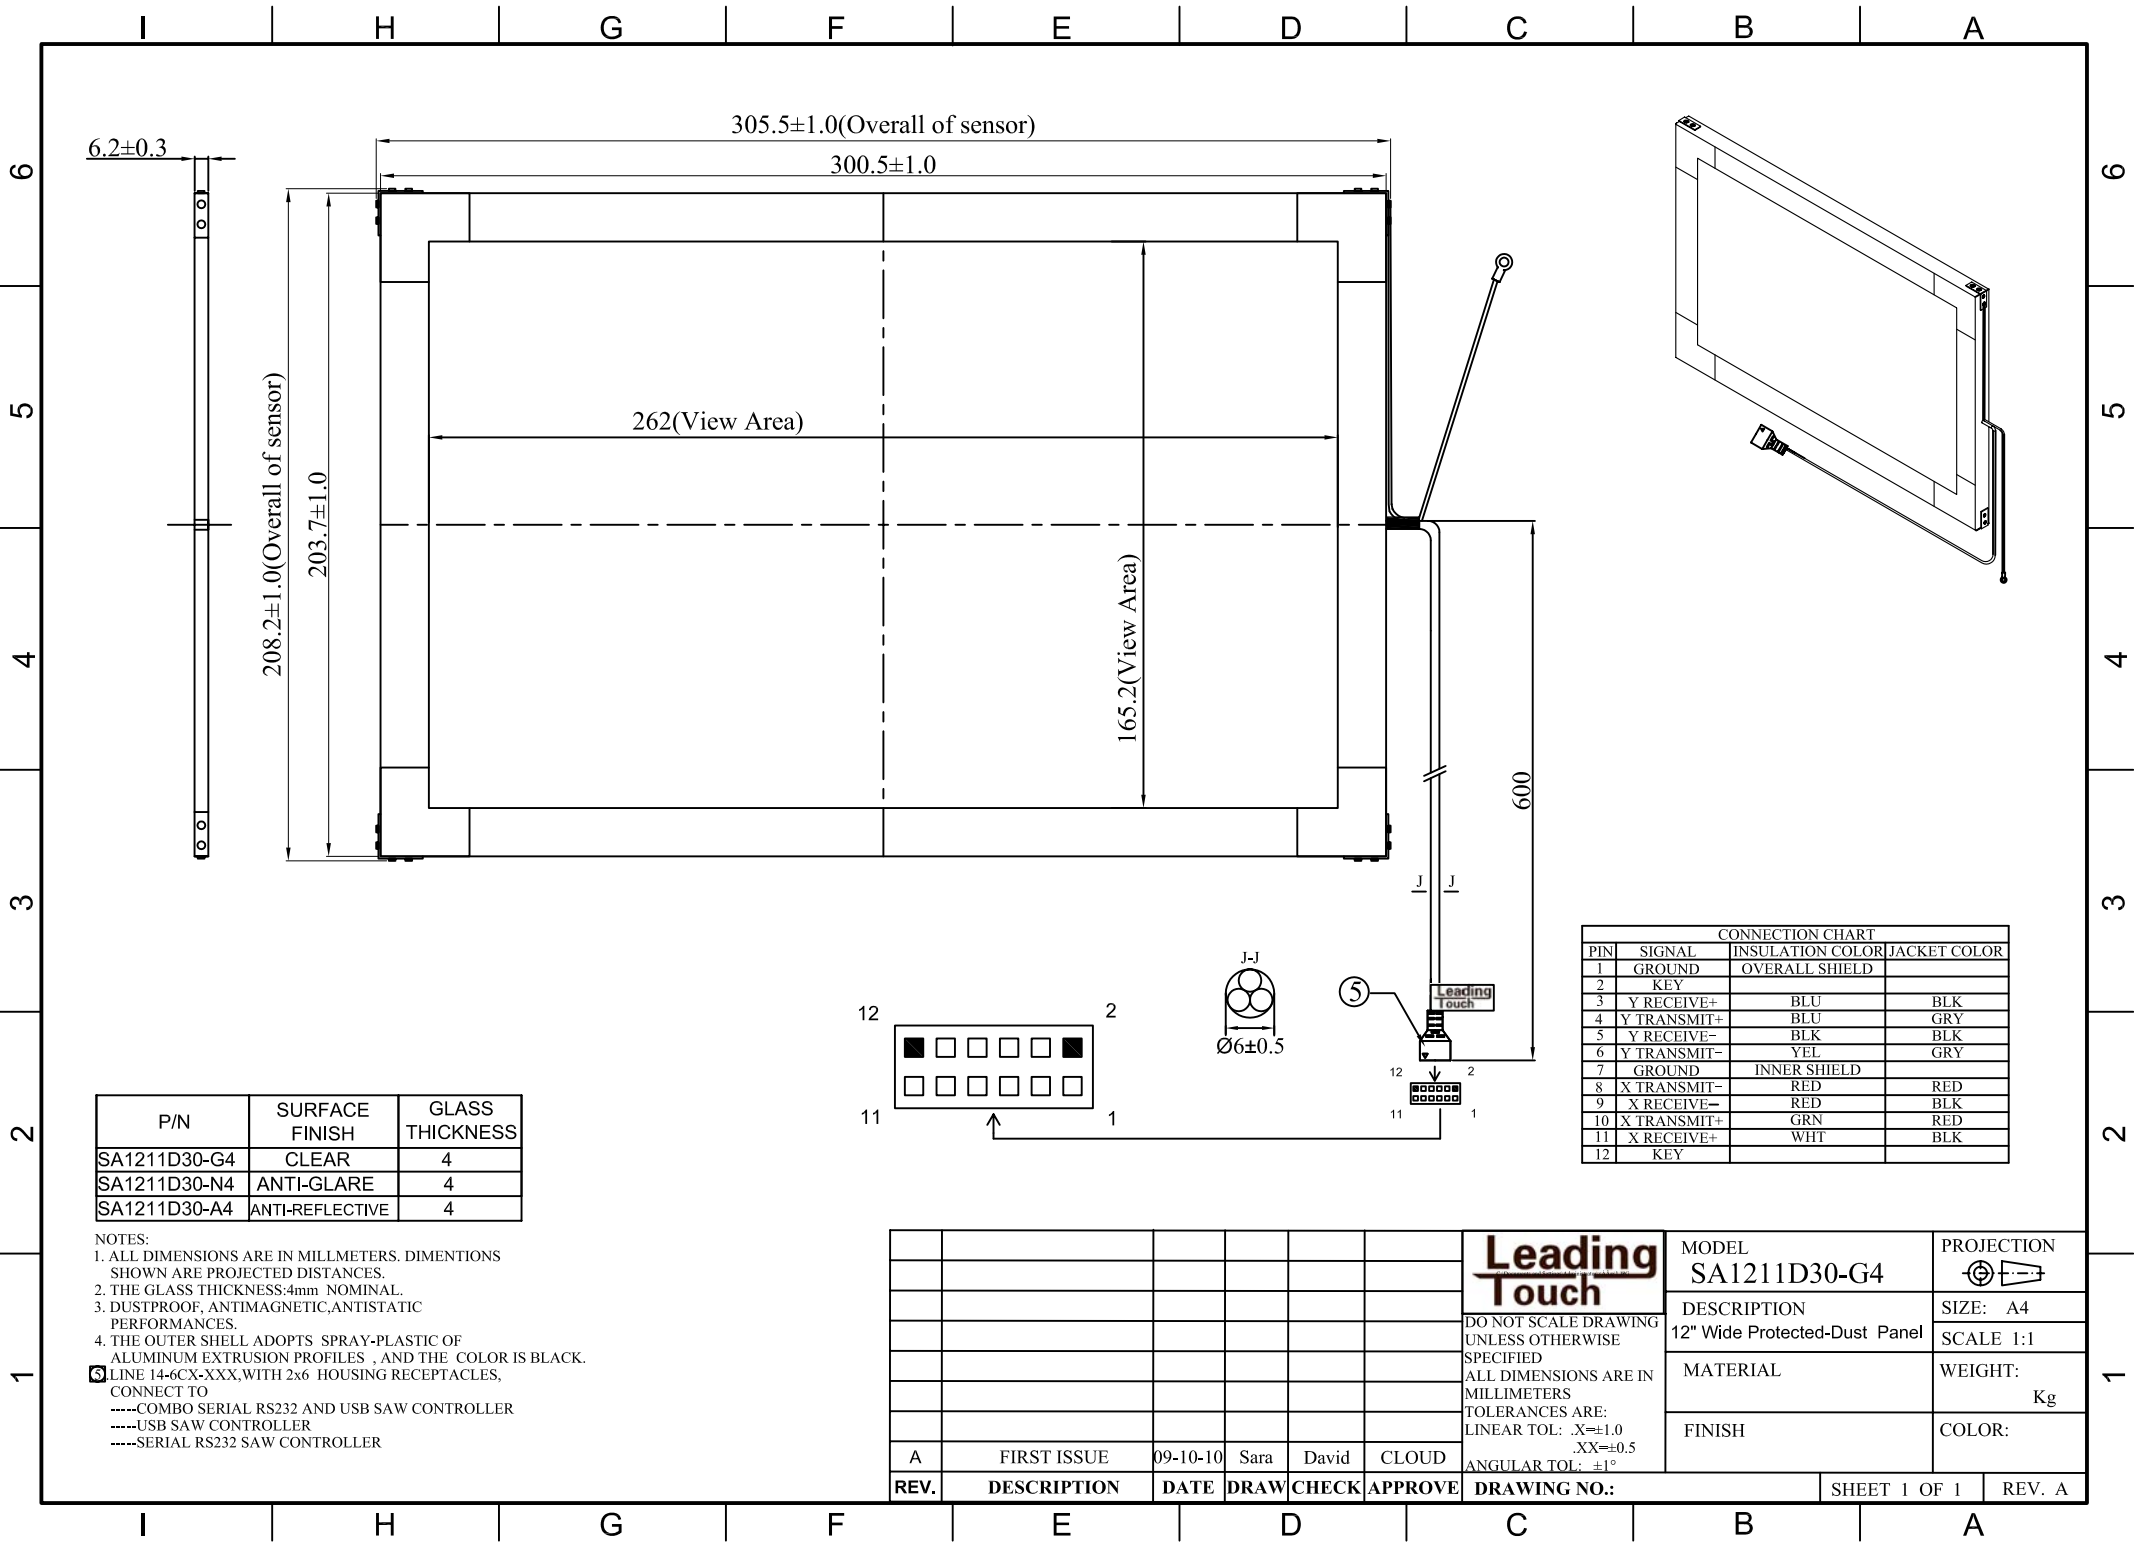 I H G F E D C B A
6 5 4 3 2 1
6 5 4 3 2 1
6.2±0.3
305.5±1.0(Overall of sensor)
300.5±1.0
208.2±1.0(Overall of sensor)
203.7±1.0
262(View Area)
165.2(View Area)
600
J J
J-J
Ø6±0.5
5
Leading
Touch
12 2
11 1
12 2
11 1
CONNECTION CHART
PIN SIGNAL INSULATION COLOR JACKET COLOR
1 GROUND OVERALL SHIELD
2 KEY
3 Y RECEIVE+ BLU BLK
4 Y TRANSMIT+ BLU GRY
5 Y RECEIVE- BLK BLK
6 Y TRANSMIT- YEL GRY
7 GROUND INNER SHIELD
8 X TRANSMIT- RED RED
9 X RECEIVE- RED BLK
10 X TRANSMIT+ GRN RED
11 X RECEIVE+ WHT BLK
12 KEY
P/N SURFACE FINISH GLASS THICKNESS
SA1211D30-G4 CLEAR 4
SA1211D30-N4 ANTI-GLARE 4
SA1211D30-A4 ANTI-REFLECTIVE 4
NOTES:
1. ALL DIMENSIONS ARE IN MILLMETERS. DIMENTIONS
SHOWN ARE PROJECTED DISTANCES.
2. THE GLASS THICKNESS:4mm NOMINAL.
3. DUSTPROOF, ANTIMAGNETIC,ANTISTATIC
PERFORMANCES.
4. THE OUTER SHELL ADOPTS SPRAY-PLASTIC OF
ALUMINUM EXTRUSION PROFILES , AND THE COLOR IS BLACK.
5.LINE 14-6CX-XXX,WITH 2x6 HOUSING RECEPTACLES,
CONNECT TO
-----COMBO SERIAL RS232 AND USB SAW CONTROLLER
-----USB SAW CONTROLLER
-----SERIAL RS232 SAW CONTROLLER
A FIRST ISSUE 09-10-10 Sara David CLOUD
REV. DESCRIPTION DATE DRAW CHECK APPROVE
Leading
Touch
DO NOT SCALE DRAWING
UNLESS OTHERWISE
SPECIFIED
ALL DIMENSIONS ARE IN
MILLIMETERS
TOLERANCES ARE:
LINEAR TOL: .X=±1.0
.XX=±0.5
ANGULAR TOL: ±1°
DRAWING NO.:
MODEL
SA1211D30-G4
DESCRIPTION
12" Wide Protected-Dust Panel
MATERIAL
FINISH
PROJECTION
SIZE: A4
SCALE 1:1
WEIGHT:
Kg
COLOR:
SHEET 1 OF 1
REV. A
I H G F E D C B A